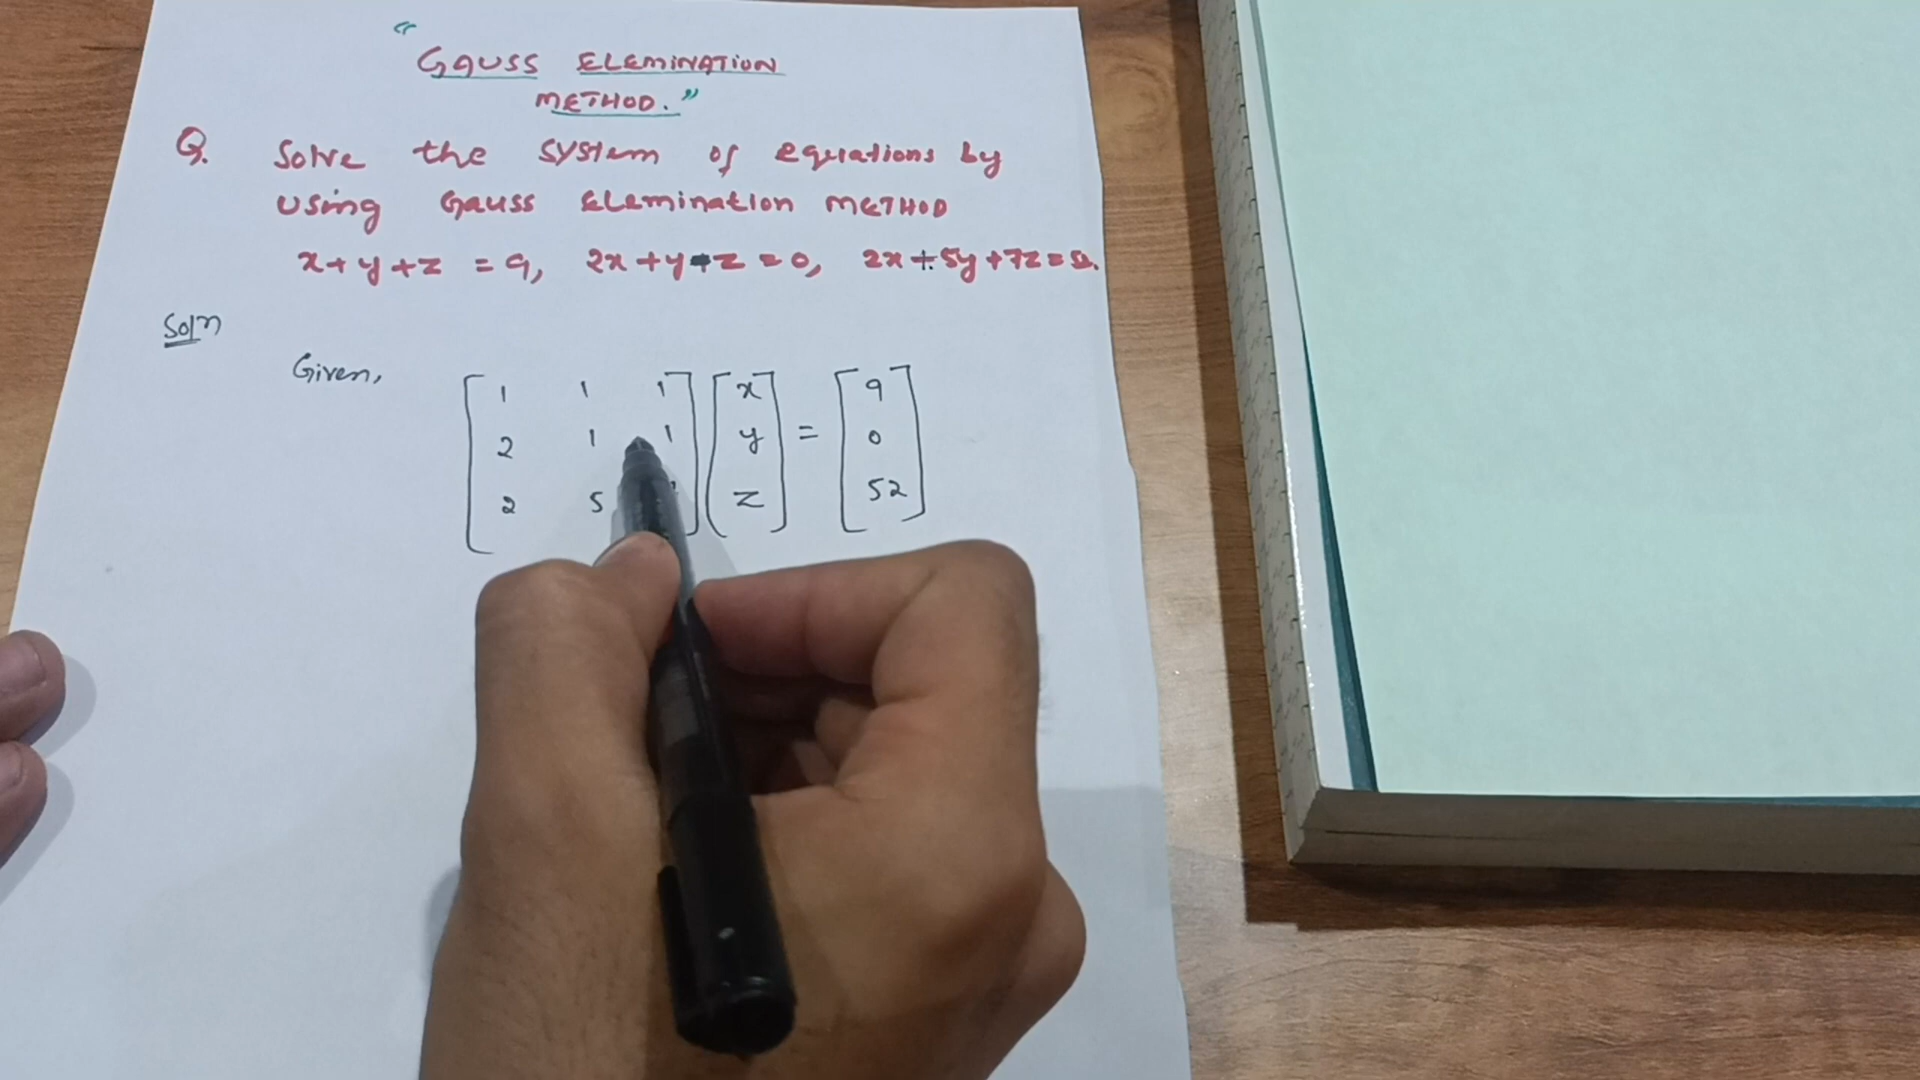 "GAUSS ELEMINATION
METHOD."
Q. Solve the system of equations by
using Gauss Elemination METHOD
x+y+z = 9, 2x+y-z=0, 2x+5y+7z=52.
Soln
Given,
[1 1 1] [x] [9]
[2 1 1] [y] = [0]
[2 5 ] [z] [52]